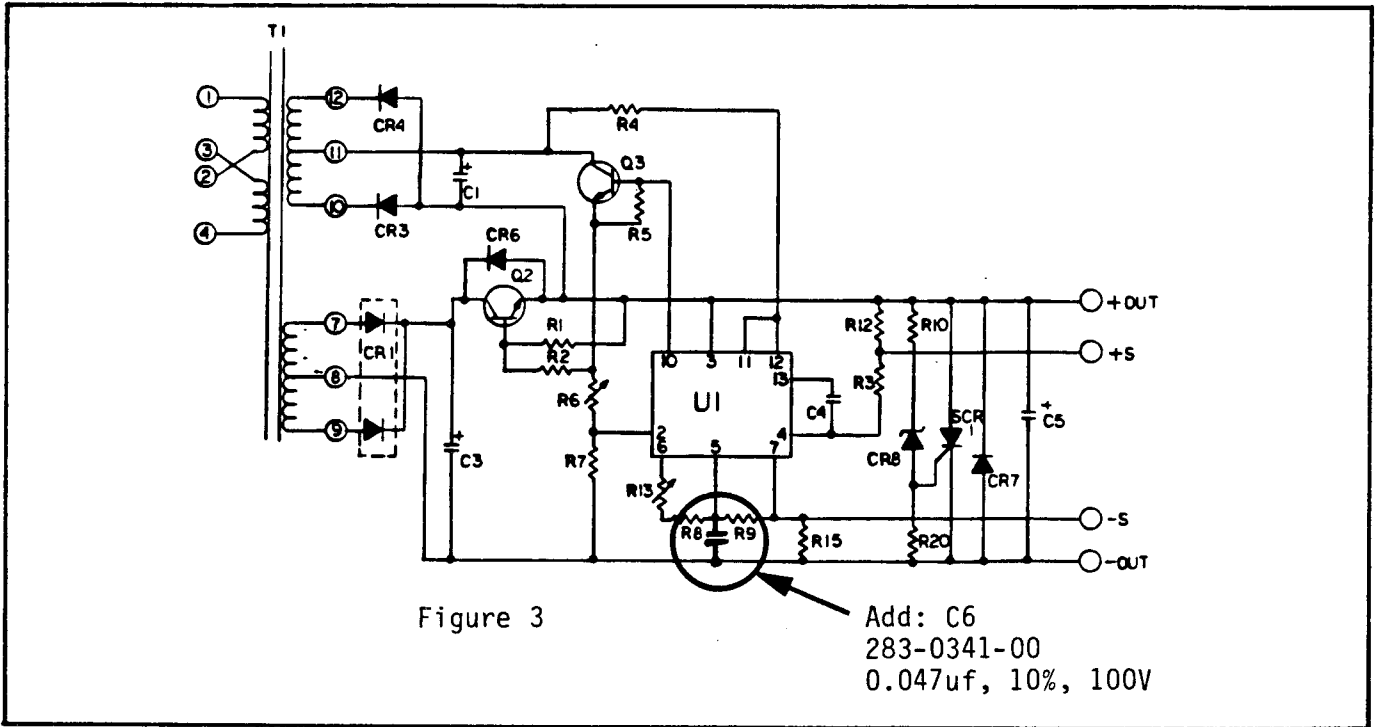 T1
1
12
CR4
R4
3
11
Q3
2
C1
+
10
CR3
R5
4
CR6
Q2
+OUT
7
R1
R12
R10
CR1
R2
10
3
11
12
+S
8
R6
U1
13
C4
R3
SCR
1
+
C5
2
4
9
+
C3
R7
6
5
7
CR8
CR7
R13
R8
R9
-S
R15
R20
-OUT
Figure 3
Add: C6
283-0341-00
0.047uf, 10%, 100V